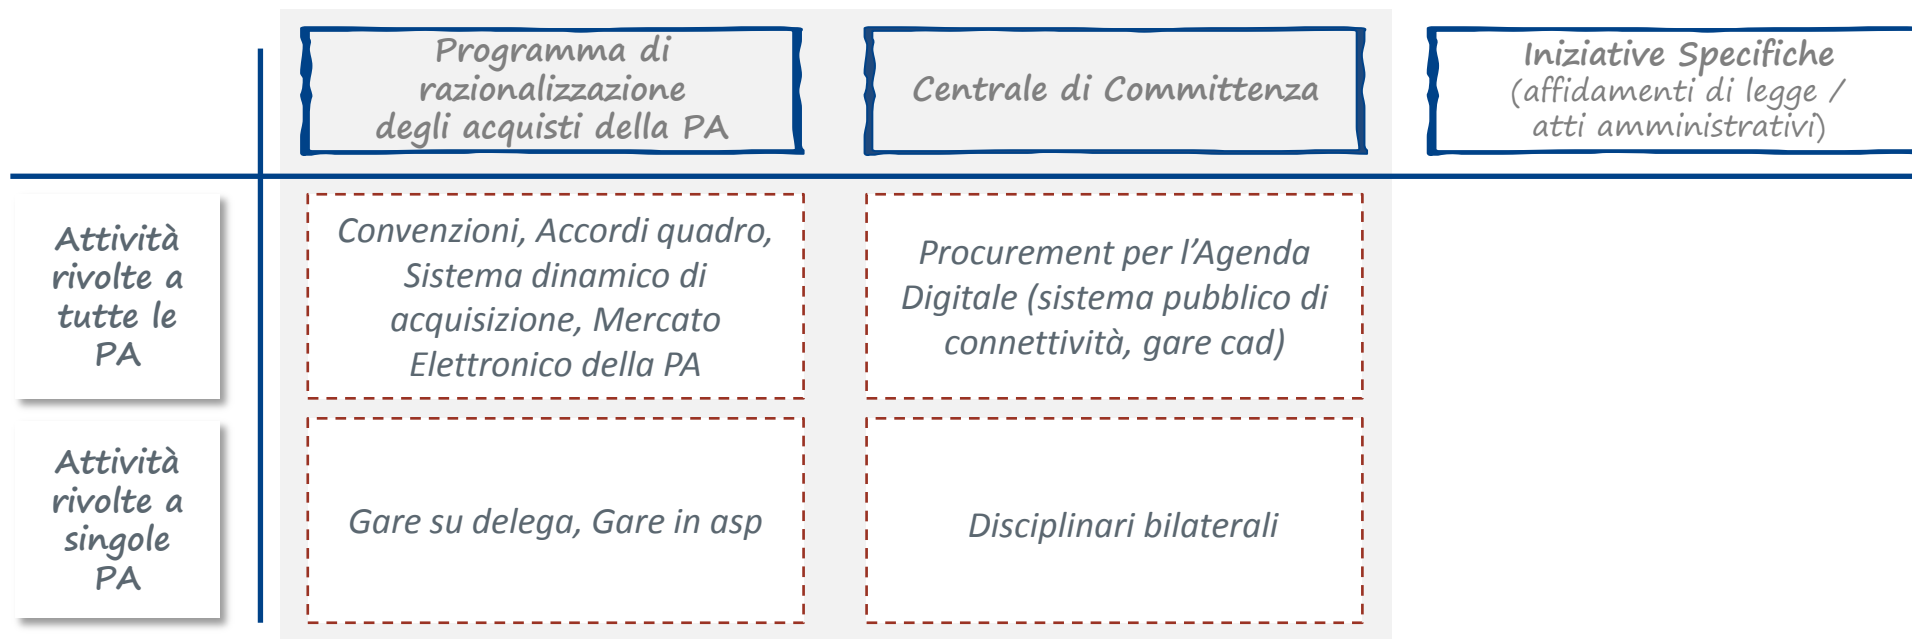 Programma di
razionalizzazione
degli acquisti della PA
Centrale di Committenza
Iniziative Specifiche
(affidamenti di legge /
atti amministrativi)
Attività
rivolte a
tutte le
PA
Convenzioni, Accordi quadro,
Sistema dinamico di
acquisizione, Mercato
Elettronico della PA
Procurement per l’Agenda
Digitale (sistema pubblico di
connettività, gare cad)
Attività
rivolte a
singole
PA
Gare su delega, Gare in asp
Disciplinari bilaterali